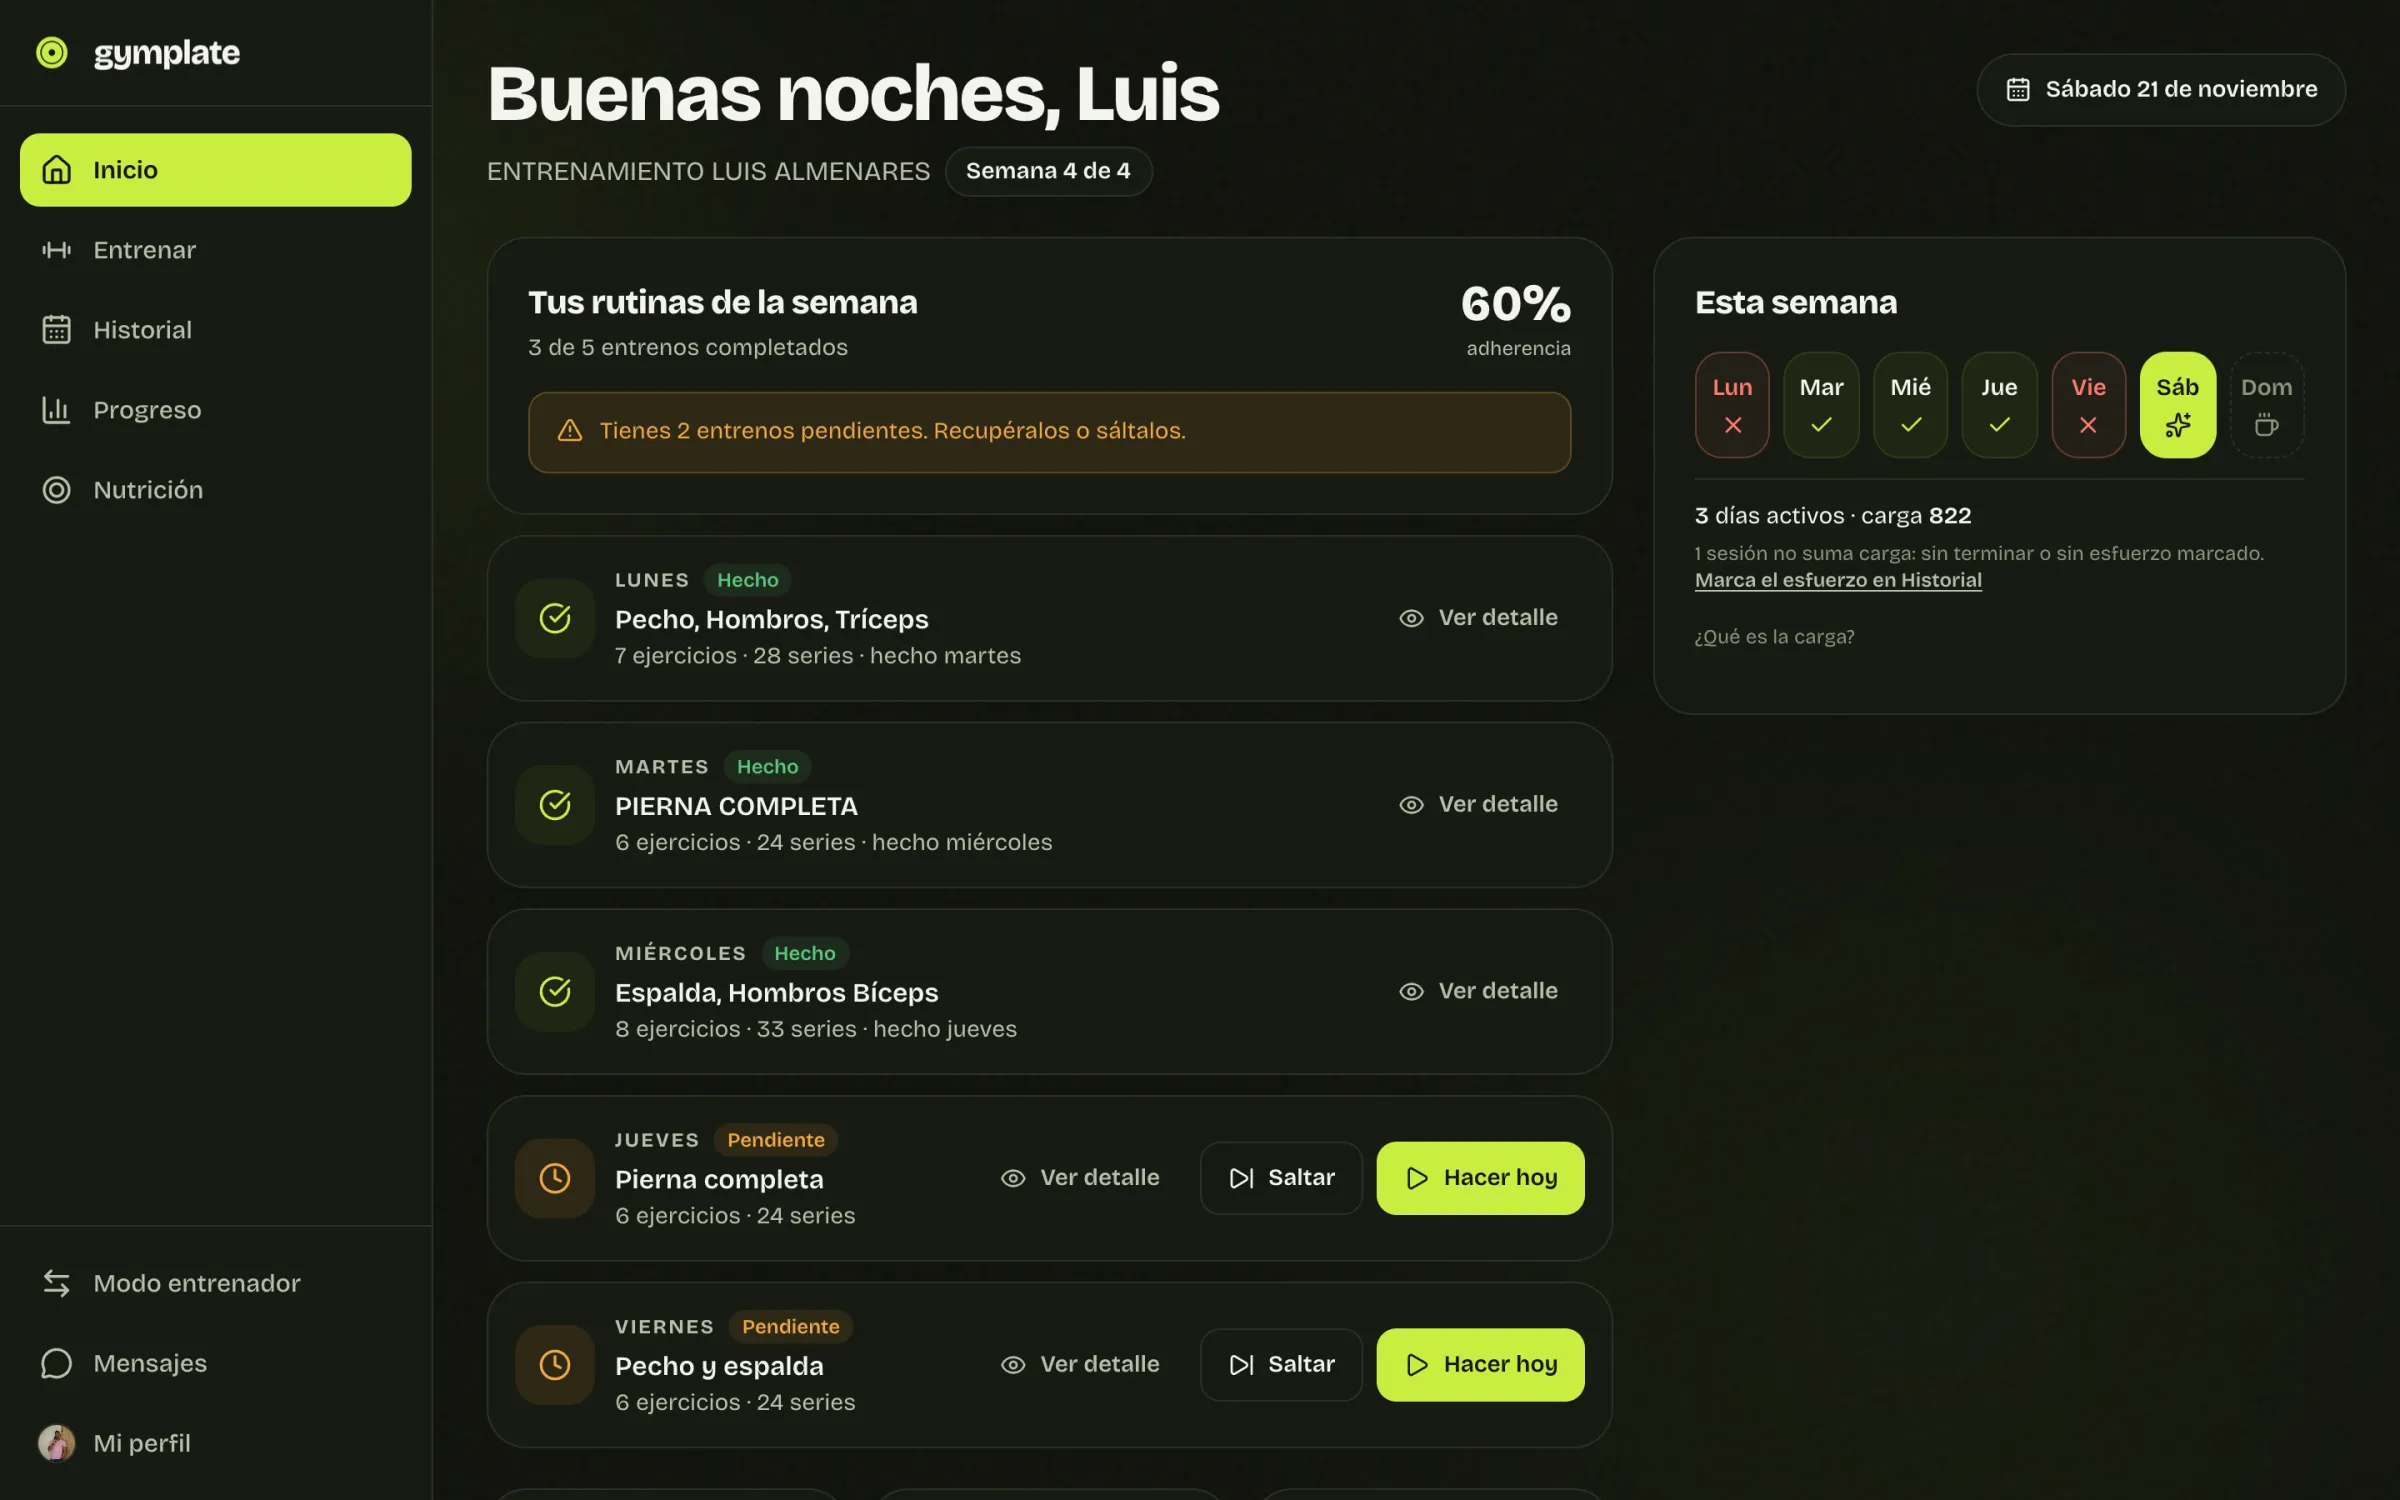 gymplate
Inicio
Entrenar
Historial
Progreso
Nutrición
Modo entrenador
Mensajes
Mi perfil
Buenas noches, Luis
Sábado 21 de noviembre
ENTRENAMIENTO LUIS ALMENARES
Semana 4 de 4
Tus rutinas de la semana
60%
3 de 5 entrenos completados
adherencia
Tienes 2 entrenos pendientes. Recupéralos o sáltalos.
LUNES Hecho
Pecho, Hombros, Tríceps
7 ejercicios · 28 series · hecho martes
Ver detalle
MARTES Hecho
PIERNA COMPLETA
6 ejercicios · 24 series · hecho miércoles
Ver detalle
MIÉRCOLES Hecho
Espalda, Hombros Bíceps
8 ejercicios · 33 series · hecho jueves
Ver detalle
JUEVES Pendiente
Pierna completa
6 ejercicios · 24 series
Ver detalle
Saltar
Hacer hoy
VIERNES Pendiente
Pecho y espalda
6 ejercicios · 24 series
Ver detalle
Saltar
Hacer hoy
Esta semana
Lun Mar Mié Jue Vie Sáb Dom
3 días activos · carga 822
1 sesión no suma carga: sin terminar o sin esfuerzo marcado.
Marca el esfuerzo en Historial
¿Qué es la carga?